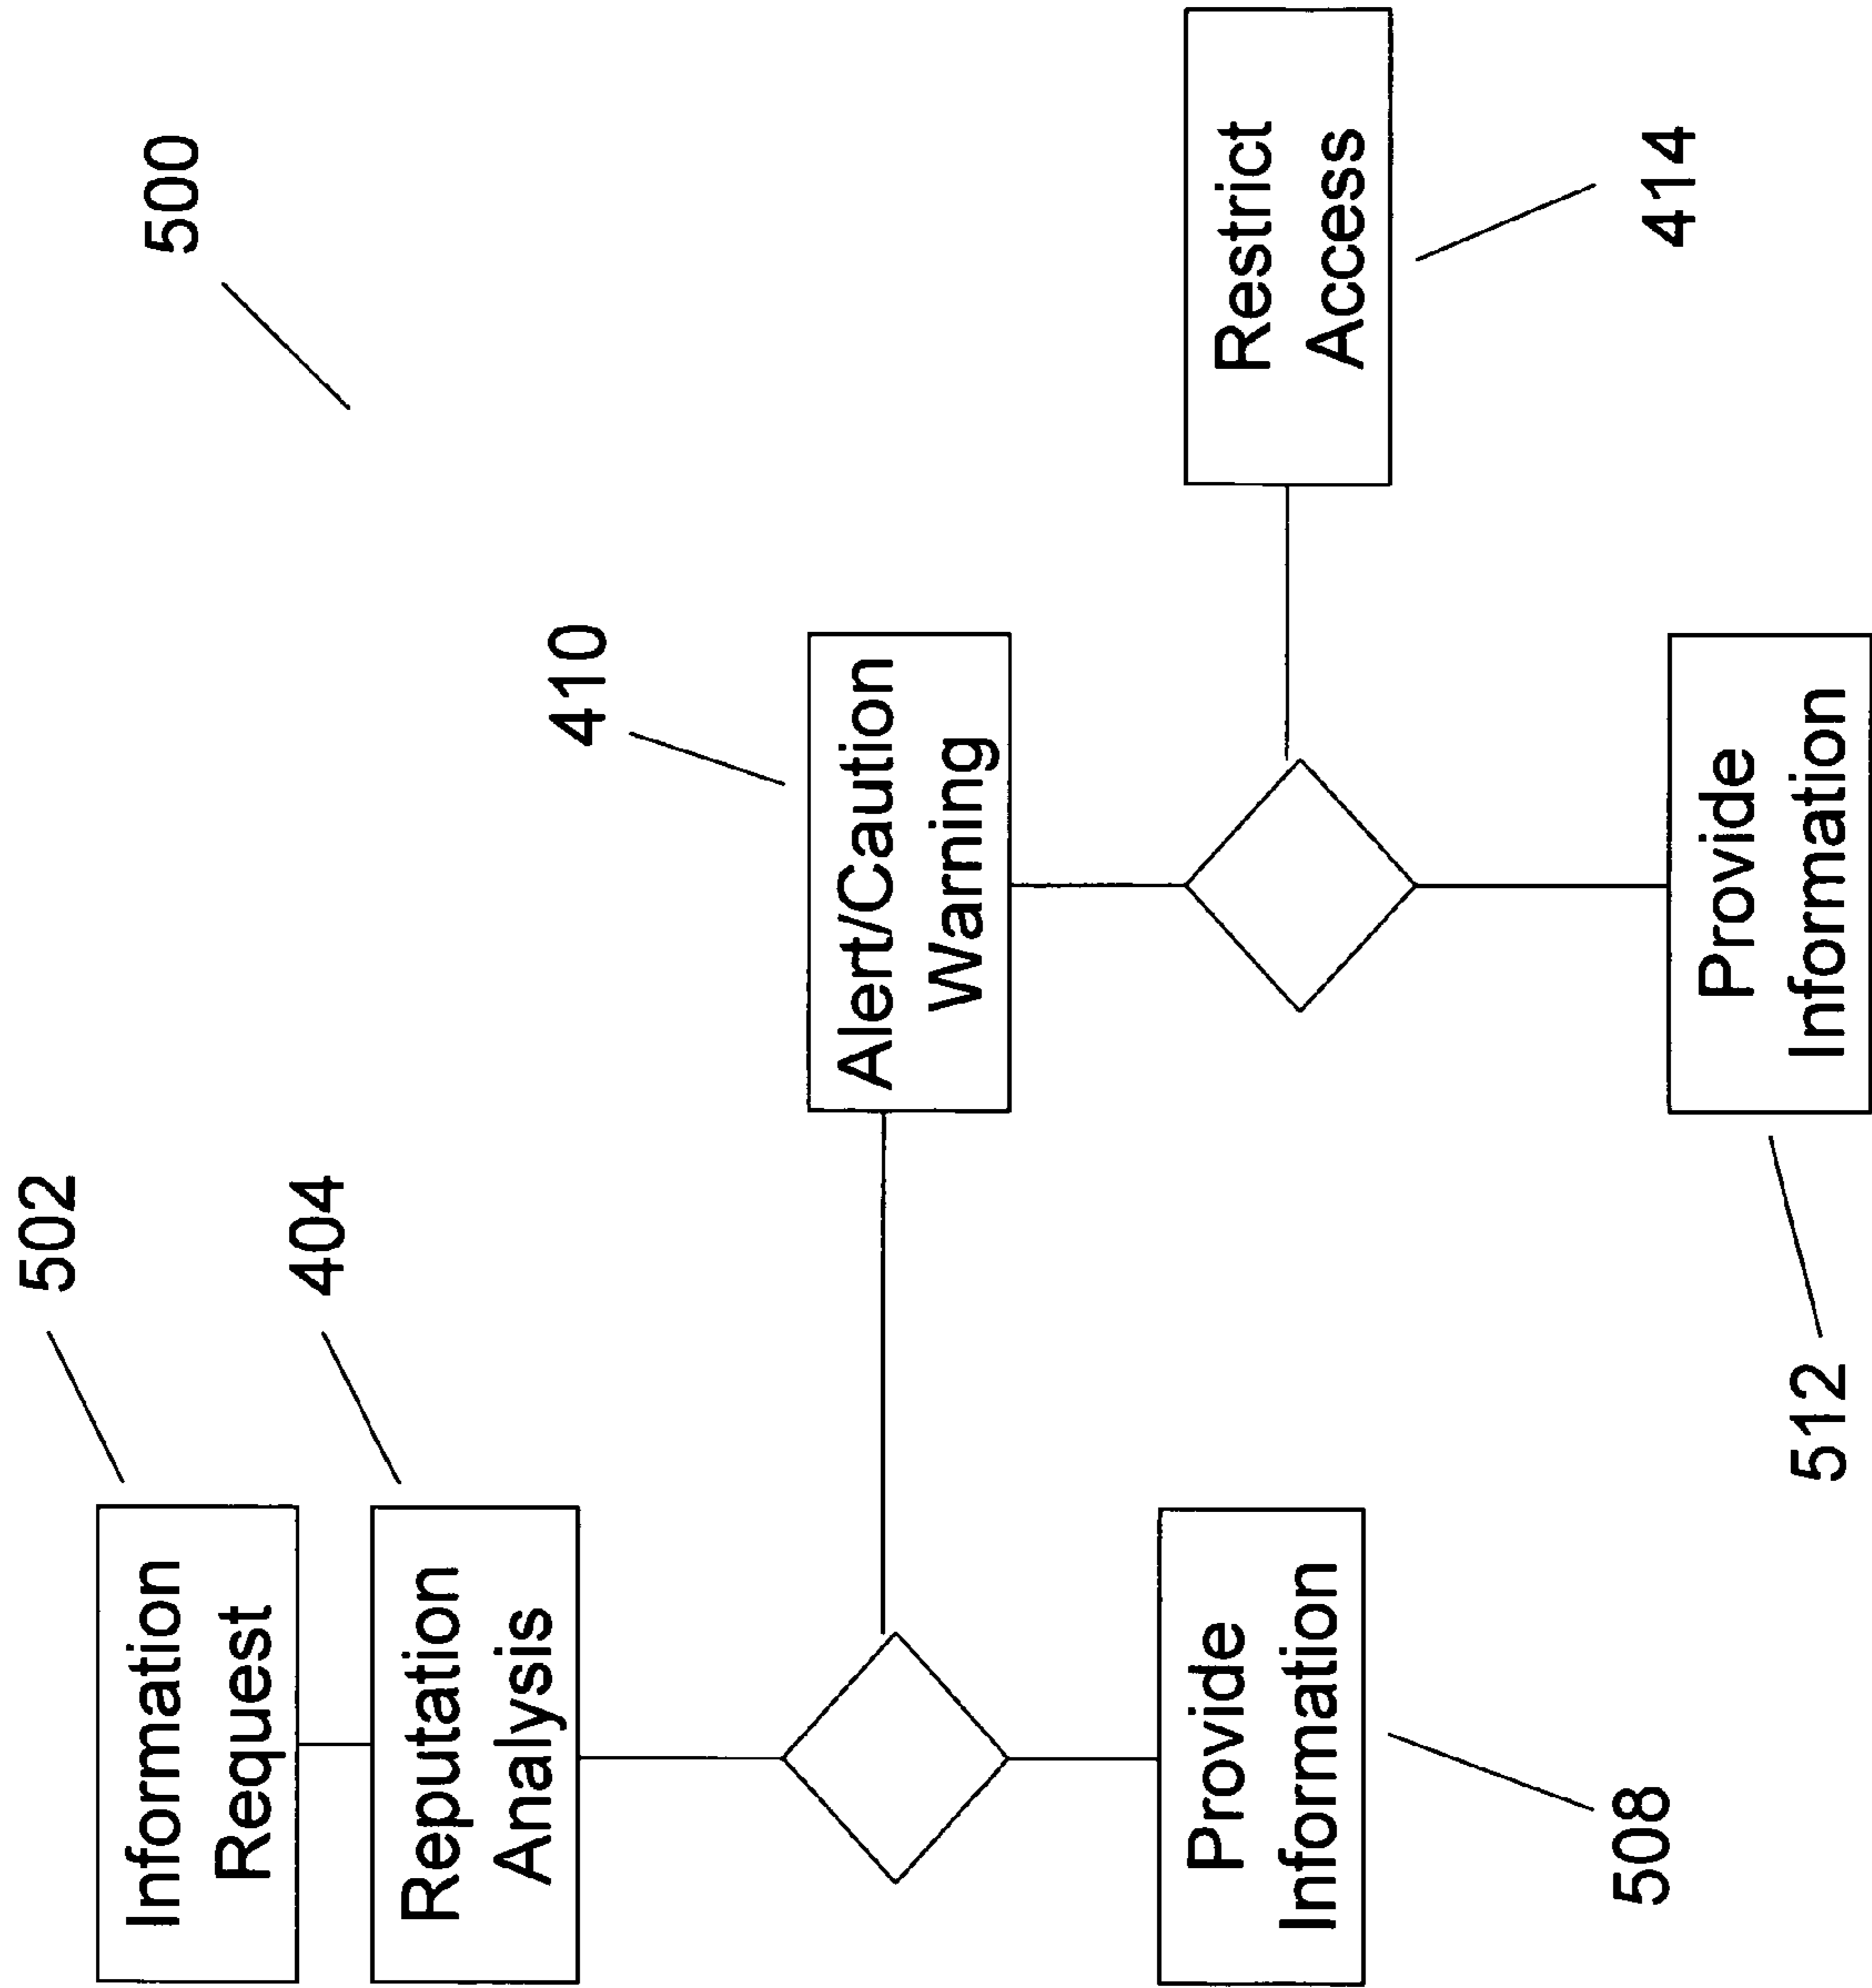 500
502
Information
Request
404
Reputation
Analysis
410
Alert/Caution
Warning
Restrict
Access
414
Provide
Information
508
Provide
Information
512